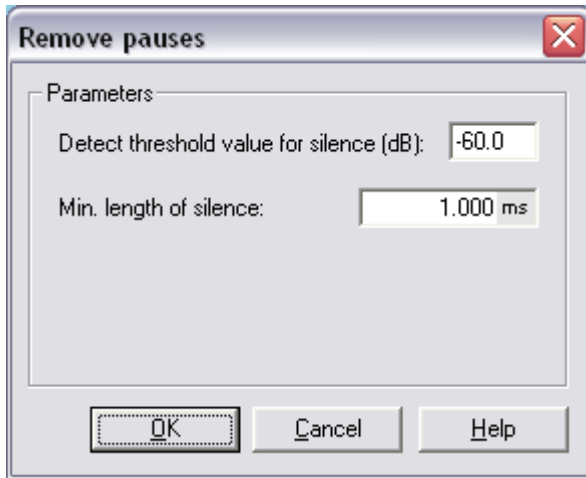 Remove pauses
Parameters
Detect threshold value for silence (dB): -60.0
Min. length of silence: 1.000 ms
OK Cancel Help